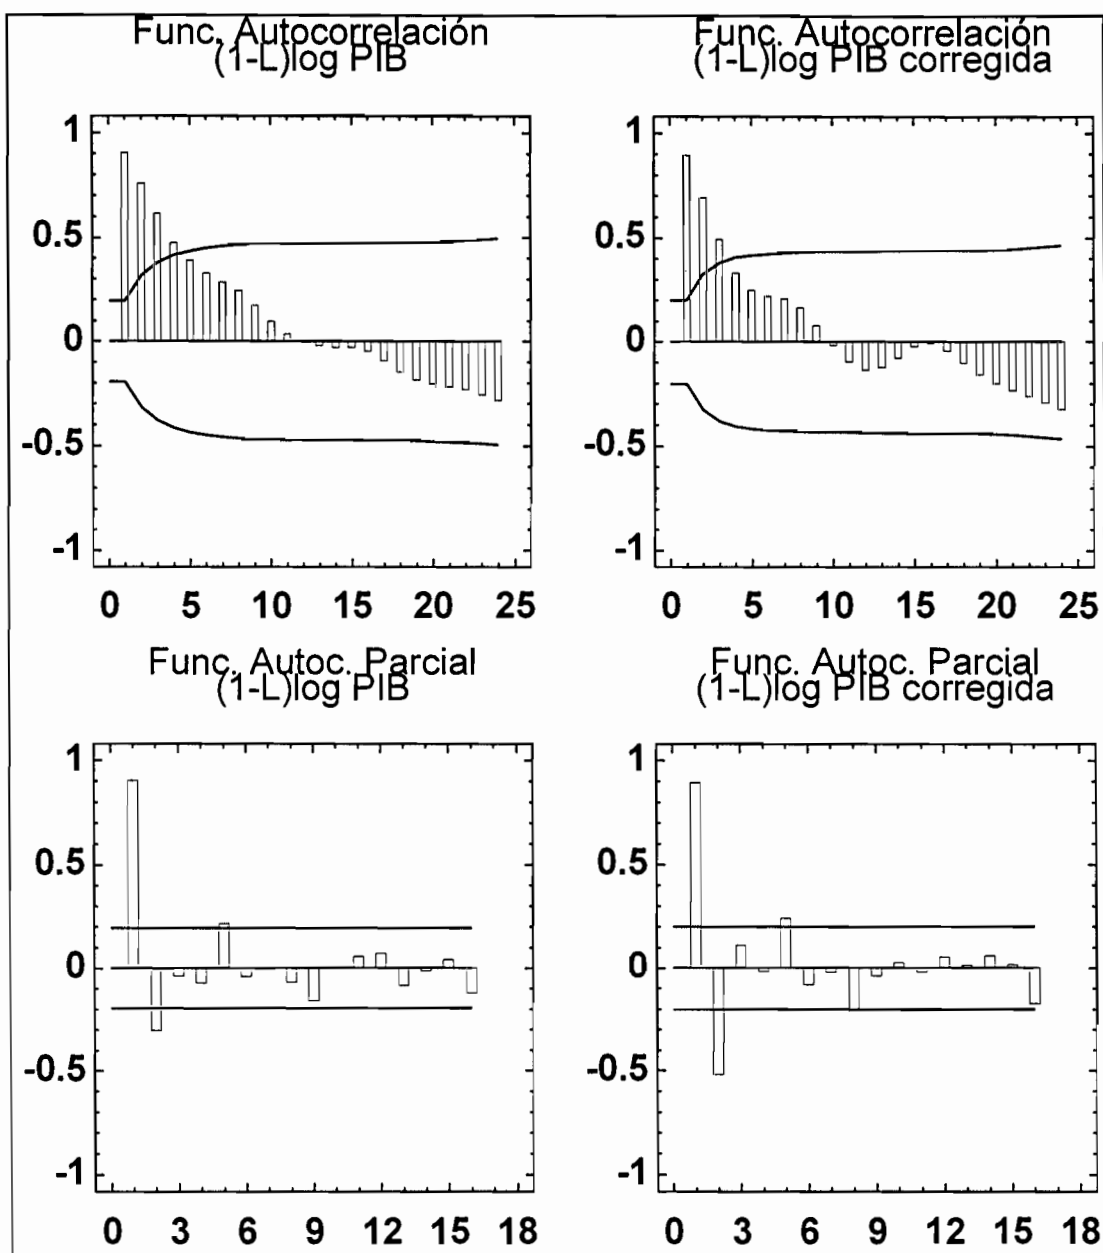 Func. Autocorrelación
(1-L)log PIB
1
0.5
0
-0.5
-1
0 5 10 15 20 25
Func. Autocorrelación
(1-L)log PIB corregida
1
0.5
0
-0.5
-1
0 5 10 15 20 25
Func. Autoc. Parcial
(1-L)log PIB
1
0.5
0
-0.5
-1
0 3 6 9 12 15 18
Func. Autoc. Parcial
(1-L)log PIB corregida
1
0.5
0
-0.5
-1
0 3 6 9 12 15 18